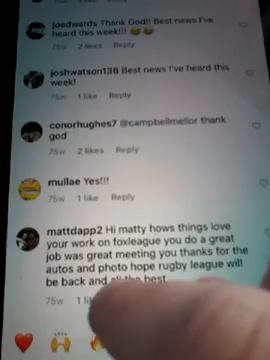 joedwards Thank God!! Best news I've
heard this week!!! 😂😂
75w 2 likes Reply
joshwatson136 Best news I've heard this
week!
75w 1 like Reply
conorhughes7 @campbellmellor thank
god
75w 2 likes Reply
mullae Yes!!!
75w 1 like Reply
mattdapp2 Hi matty hows things love
your work on foxleague you do a great
job was great meeting you thanks for the
autos and photo hope rugby league will
be back and all the best
75w 1